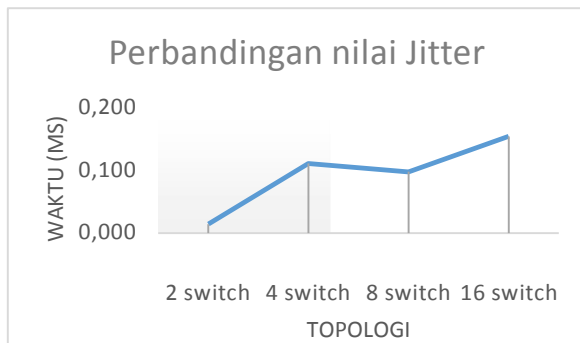 Perbandingan nilai Jitter
0,200
0,100
0,000
WAKTU (MS)
2 switch 4 switch 8 switch 16 switch
TOPOLOGI